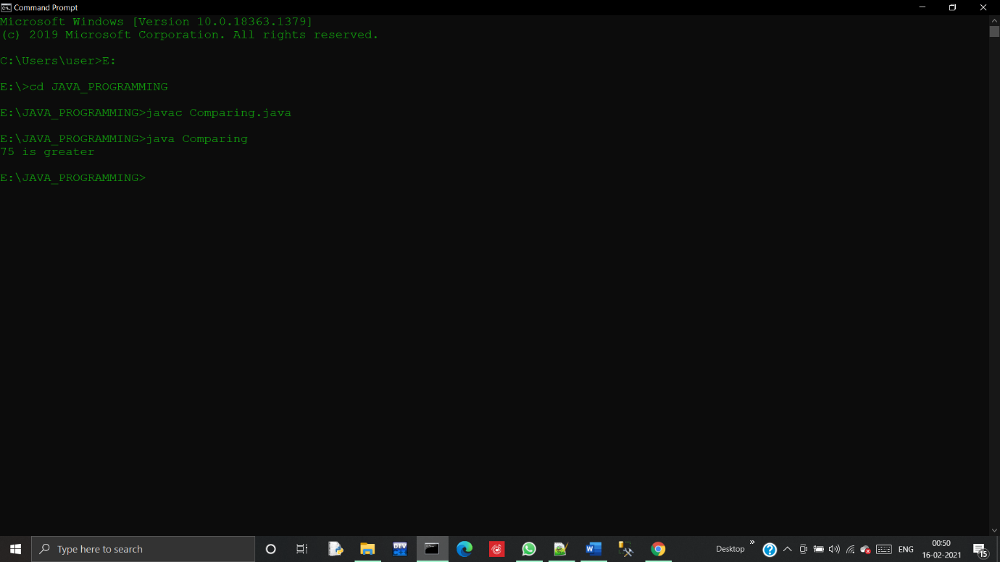 Command Prompt
Microsoft Windows [Version 10.0.18363.1379]
(c) 2019 Microsoft Corporation. All rights reserved.
C:\Users\user>E:
E:\>cd JAVA_PROGRAMMING
E:\JAVA_PROGRAMMING>javac Comparing.java
E:\JAVA_PROGRAMMING>java Comparing
75 is greater
E:\JAVA_PROGRAMMING>
Type here to search
DEV
W
Desktop
ENG
00:50
16-02-2021
15